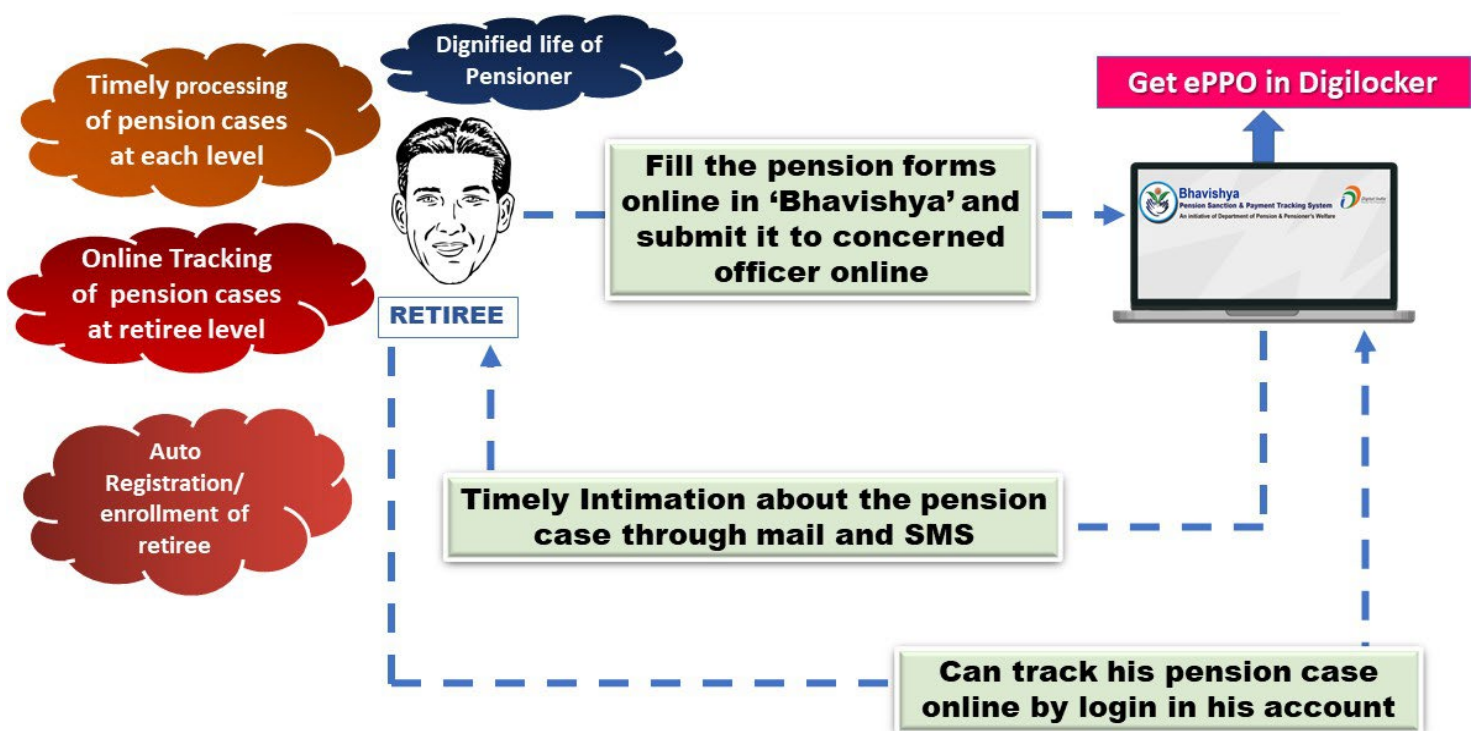 Dignified life of
Pensioner
Timely processing
of pension cases
at each level
Get ePPO in Digilocker
Fill the pension forms
online in ‘Bhavishya’ and
submit it to concerned
officer online
Bhavishya
Pension Sanction & Payment Tracking System
An initiative of Department of Pension & Pensioner's Welfare
Digital India
Online Tracking
of pension cases
at retiree level
RETIREE
Auto
Registration/
enrollment of
retiree
Timely Intimation about the pension
case through mail and SMS
Can track his pension case
online by login in his account